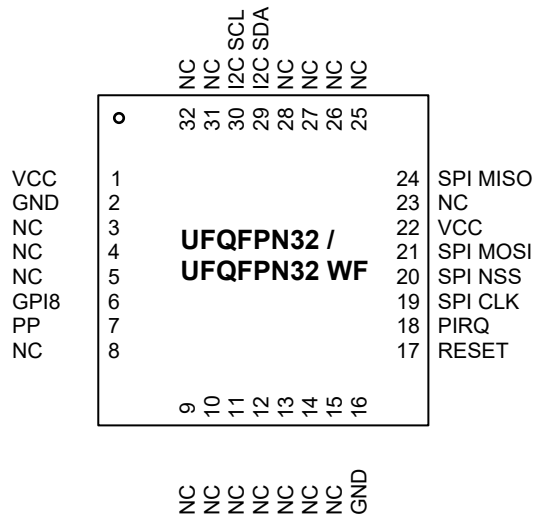 NC NC I2C SCL I2C SDA NC NC NC NC
32 31 30 29 28 27 26 25
VCC 1 24 SPI MISO
GND 2 23 NC
NC 3 22 VCC
NC 4 21 SPI MOSI
NC 5 20 SPI NSS
GPI8 6 19 SPI CLK
PP 7 18 PIRQ
NC 8 17 RESET
UFQFPN32 /
UFQFPN32 WF
9 10 11 12 13 14 15 16
NC NC NC NC NC NC NC GND